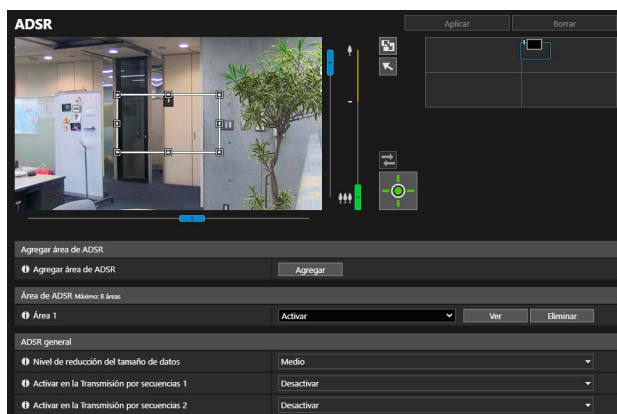 ADSR
Aplicar Borrar
1
1
Agregar área de ADSR
Agregar área de ADSR Agregar
Área de ADSR Máximo: 8 áreas
Área 1 Activar Ver Eliminar
ADSR general
Nivel de reducción del tamaño de datos Medio
Activar en la Transmisión por secuencias 1 Desactivar
Activar en la Transmisión por secuencias 2 Desactivar